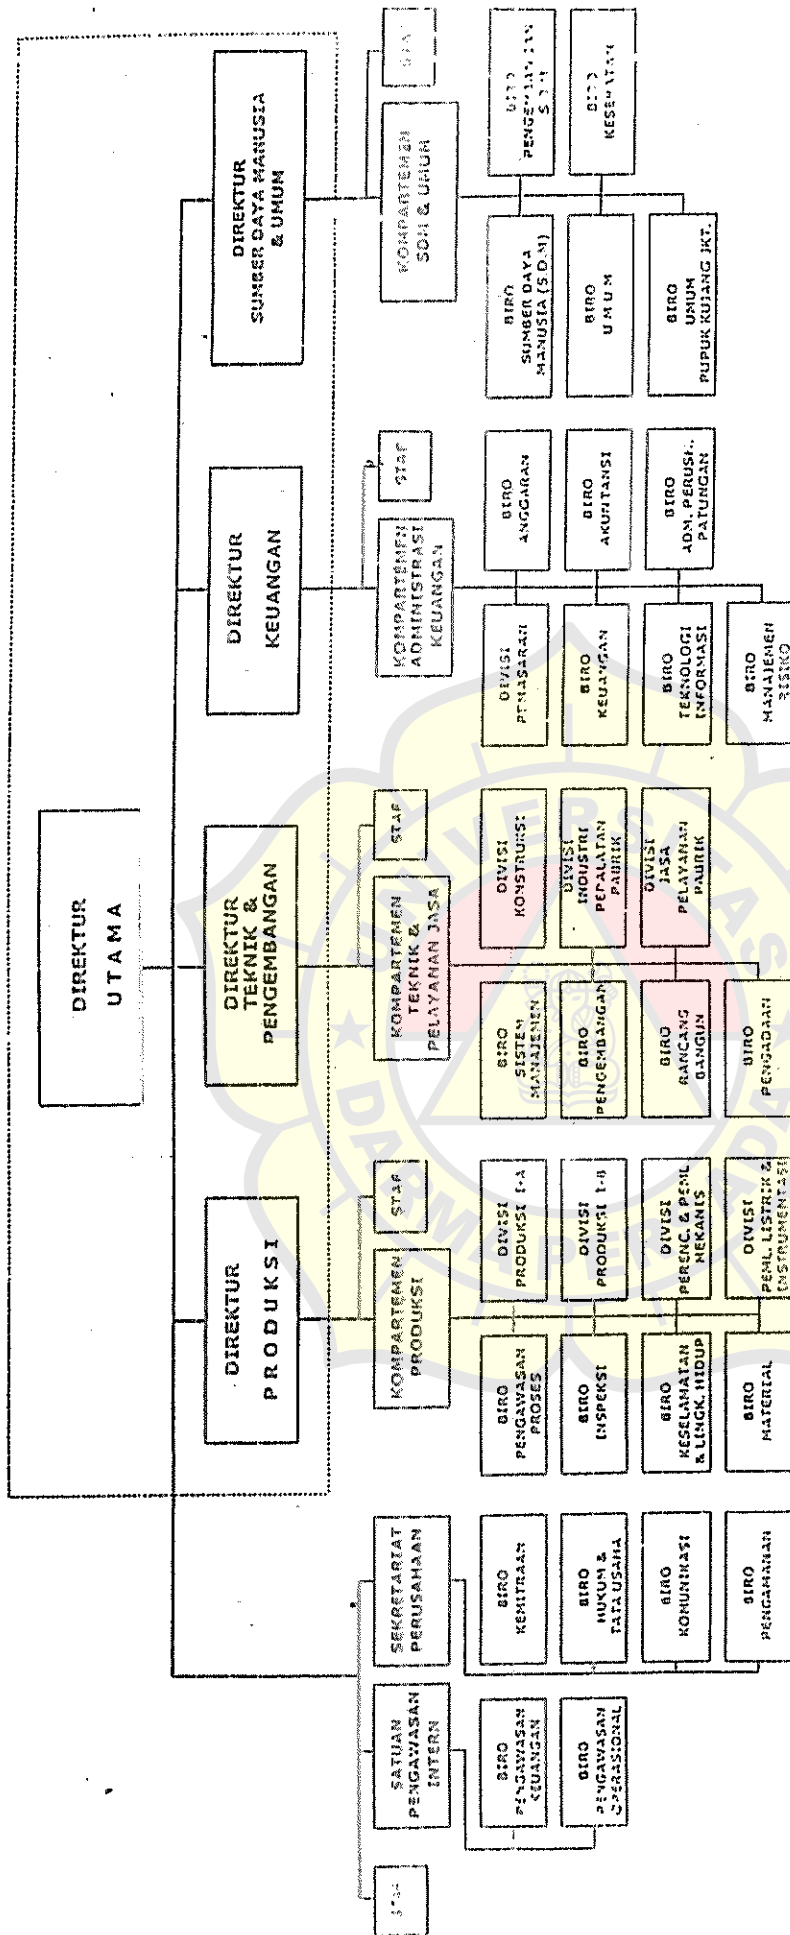 DIREKTUR
UTAMA
DIREKTUR
PRODUKSI
DIREKTUR
TEKNIK &
PENGEMBANGAN
DIREKTUR
KEUANGAN
DIREKTUR
SUMBER DAYA MANUSIA
& UMUM
SATUAN
PENGAWASAN
INTERN
SEKRETARIAT
PERUSAHAAN
KOMPARTEMEN
PRODUKSI
STAF
KOMPARTEMEN
TEKNIK &
PELAYANAN JASA
STAF
KOMPARTEMEN
ADMINISTRASI
KEUANGAN
STAF
KOMPARTEMEN
SDM & UMUM
BIRO
PENGAWASAN
KEUANGAN
BIRO
PENGAWASAN
OPERASIONAL
BIRO
KEMITRAAN
BIRO
HUKUM &
TATA USAHA
BIRO
KOMUNIKASI
BIRO
PENGAMANAN
BIRO
PENGAWASAN
PROSES
BIRO
INSPEKSI
BIRO
KESELAMATAN
& LINGK. HIDUP
BIRO
MATERIAL
DIVISI
PRODUKSI I-A
DIVISI
PRODUKSI I-B
DIVISI
PERENC. & PEML
MEKANIS
DIVISI
PEML. LISTRIK &
INSTRUMENTASI
BIRO
SISTEM
MANAJEMEN
BIRO
PENGEMBANGAN
BIRO
RANCANG
BANGUN
BIRO
PENGADAAN
DIVISI
KONSTRUKSI
DIVISI
INDUSTRI
PERALATAN
PABRIK
DIVISI
JASA
PELAYANAN
PABRIK
DIVISI
PEMASARAN
BIRO
KEUANGAN
BIRO
TEKNOLOGI
INFORMASI
BIRO
MANAJEMEN
RISIKO
BIRO
ANGGARAN
BIRO
AKUNTANSI
BIRO
ADM. PERUSH.
PATUNGAN
BIRO
SUMBER DAYA
MANUSIA (S.D.M)
BIRO
UMUM
BIRO
UMUM
PUPUK KUJANG JKT.
BIRO
PENGEMBANGAN
S D M
BIRO
KESEHATAN
UNIVERSITAS
DARMA PERSADA